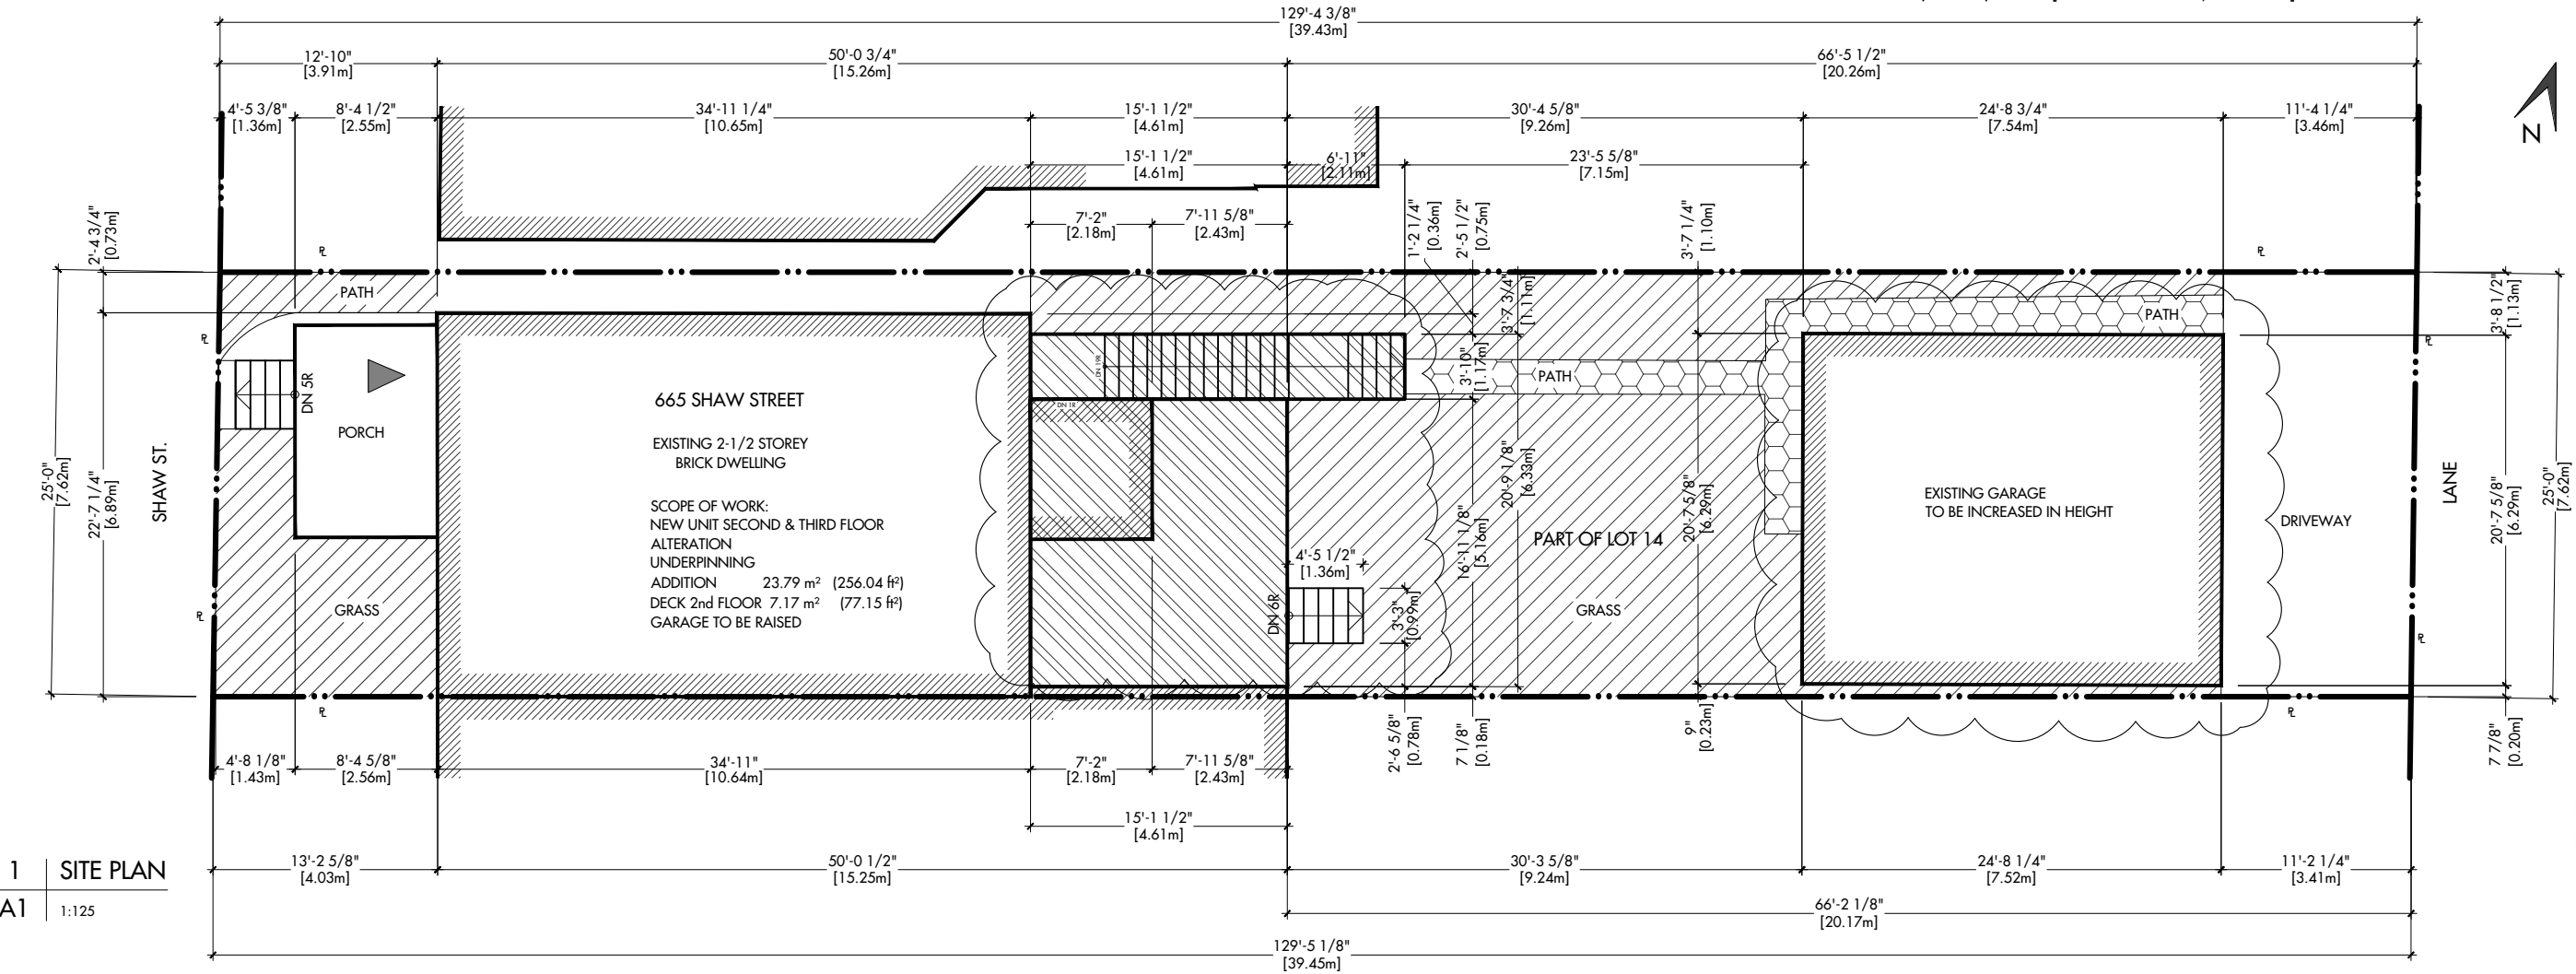 129'-4 3/8"
[39.43m]
12'-10"
[3.91m]
50'-0 3/4"
[15.26m]
66'-5 1/2"
[20.26m]
4'-5 3/8"
[1.36m]
8'-4 1/2"
[2.55m]
34'-11 1/4"
[10.65m]
15'-1 1/2"
[4.61m]
30'-4 5/8"
[9.26m]
24'-8 3/4"
[7.54m]
11'-4 1/4"
[3.46m]
N
15'-1 1/2"
[4.61m]
6'-11"
[2.11m]
23'-5 5/8"
[7.15m]
7'-2"
[2.18m]
7'-11 5/8"
[2.43m]
1'-2 1/4"
[0.36m]
2'-5 1/2"
[0.75m]
3'-7 1/4"
[1.10m]
2'-4 3/4"
[0.73m]
PATH
3'-7 3/4"
[1.11m]
PATH
3'-8 1/2"
[1.13m]
25'-0"
[7.62m]
22'-7 1/4"
[6.89m]
SHAW ST.
DN 5R
PORCH
GRASS
665 SHAW STREET
EXISTING 2-1/2 STOREY
BRICK DWELLING
SCOPE OF WORK:
NEW UNIT SECOND & THIRD FLOOR
ALTERATION
UNDERPINNING
ADDITION 23.79 m² (256.04 ft²)
DECK 2nd FLOOR 7.17 m² (77.15 ft²)
GARAGE TO BE RAISED
DN 19R
DN 1R
3'-10"
[1.17m]
PATH
20'-9 1/8"
[6.33m]
16'-11 1/8"
[5.16m]
20'-7 5/8"
[6.29m]
PART OF LOT 14
4'-5 1/2"
[1.36m]
DN 6R
3'-3"
[0.99m]
GRASS
EXISTING GARAGE
TO BE INCREASED IN HEIGHT
DRIVEWAY
LANE
20'-7 5/8"
[6.29m]
25'-0"
[7.62m]
2'-6 5/8"
[0.78m]
7 1/8"
[0.18m]
9"
[0.23m]
7 7/8"
[0.20m]
4'-8 1/8"
[1.43m]
8'-4 5/8"
[2.56m]
34'-11"
[10.64m]
7'-2"
[2.18m]
7'-11 5/8"
[2.43m]
15'-1 1/2"
[4.61m]
13'-2 5/8"
[4.03m]
50'-0 1/2"
[15.25m]
30'-3 5/8"
[9.24m]
24'-8 1/4"
[7.52m]
11'-2 1/4"
[3.41m]
66'-2 1/8"
[20.17m]
129'-5 1/8"
[39.45m]
1 SITE PLAN
A1 1:125